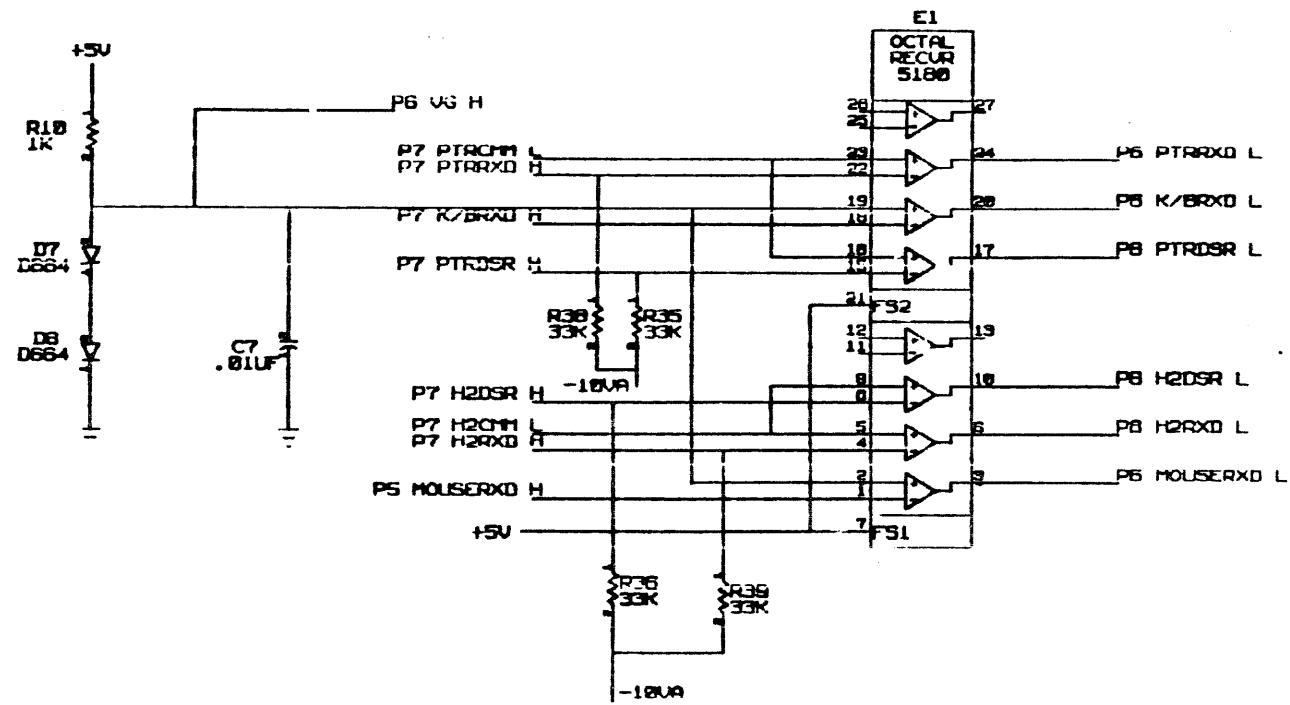 E1
OCTAL
RECVR
5180
+5V
P6 VG H
R10
1K
26
25
27
P7 PTRCMM L
P7 PTRRXD H
23
22
24
P6 PTRRXD L
P7 K/BRXD H
19
18
20
P6 K/BRXD L
D7
D664
P7 PTRDSR H
17
P6 PTRDSR L
21
FS2
R38
33K
R35
33K
12
11
13
D8
D664
C7
.01UF
-10VA
P7 H2DSR H
9
8
10
P6 H2DSR L
P7 H2CMM L
P7 H2RXD H
5
4
6
P6 H2RXD L
P5 MOUSERXD H
2
1
3
P6 MOUSERXD L
+5V
7
FS1
R36
33K
R39
33K
-10VA